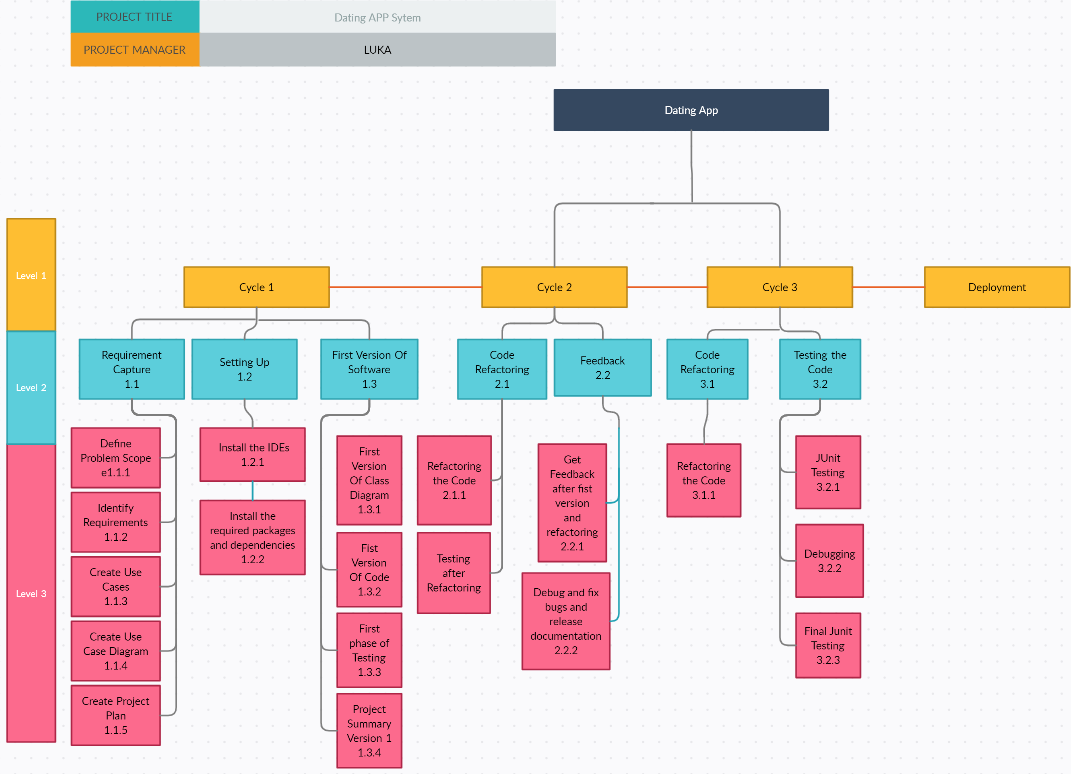 PROJECT TITLE
Dating APP Sytem
PROJECT MANAGER
LUKA
Dating App
Level 1
Cycle 1
Cycle 2
Cycle 3
Deployment
Level 2
Requirement
Capture
1.1
Setting Up
1.2
First Version Of
Software
1.3
Code
Refactoring
2.1
Feedback
2.2
Code
Refactoring
3.1
Testing the
Code
3.2
Level 3
Define
Problem Scope
e1.1.1
Identify
Requirements
1.1.2
Create Use
Cases
1.1.3
Create Use
Case Diagram
1.1.4
Create Project
Plan
1.1.5
Install the IDEs
1.2.1
Install the
required packages
and dependencies
1.2.2
First
Version
Of Class
Diagram
1.3.1
Fist
Version
Of Code
1.3.2
First
phase of
Testing
1.3.3
Project
Summary
Version 1
1.3.4
Refactoring
the Code
2.1.1
Testing
after
Refactoring
Get
Feedback
after fist
version
and
refactoring
2.2.1
Debug and fix
bugs and
release
documentation
2.2.2
Refactoring
the Code
3.1.1
JUnit
Testing
3.2.1
Debugging
3.2.2
Final Junit
Testing
3.2.3